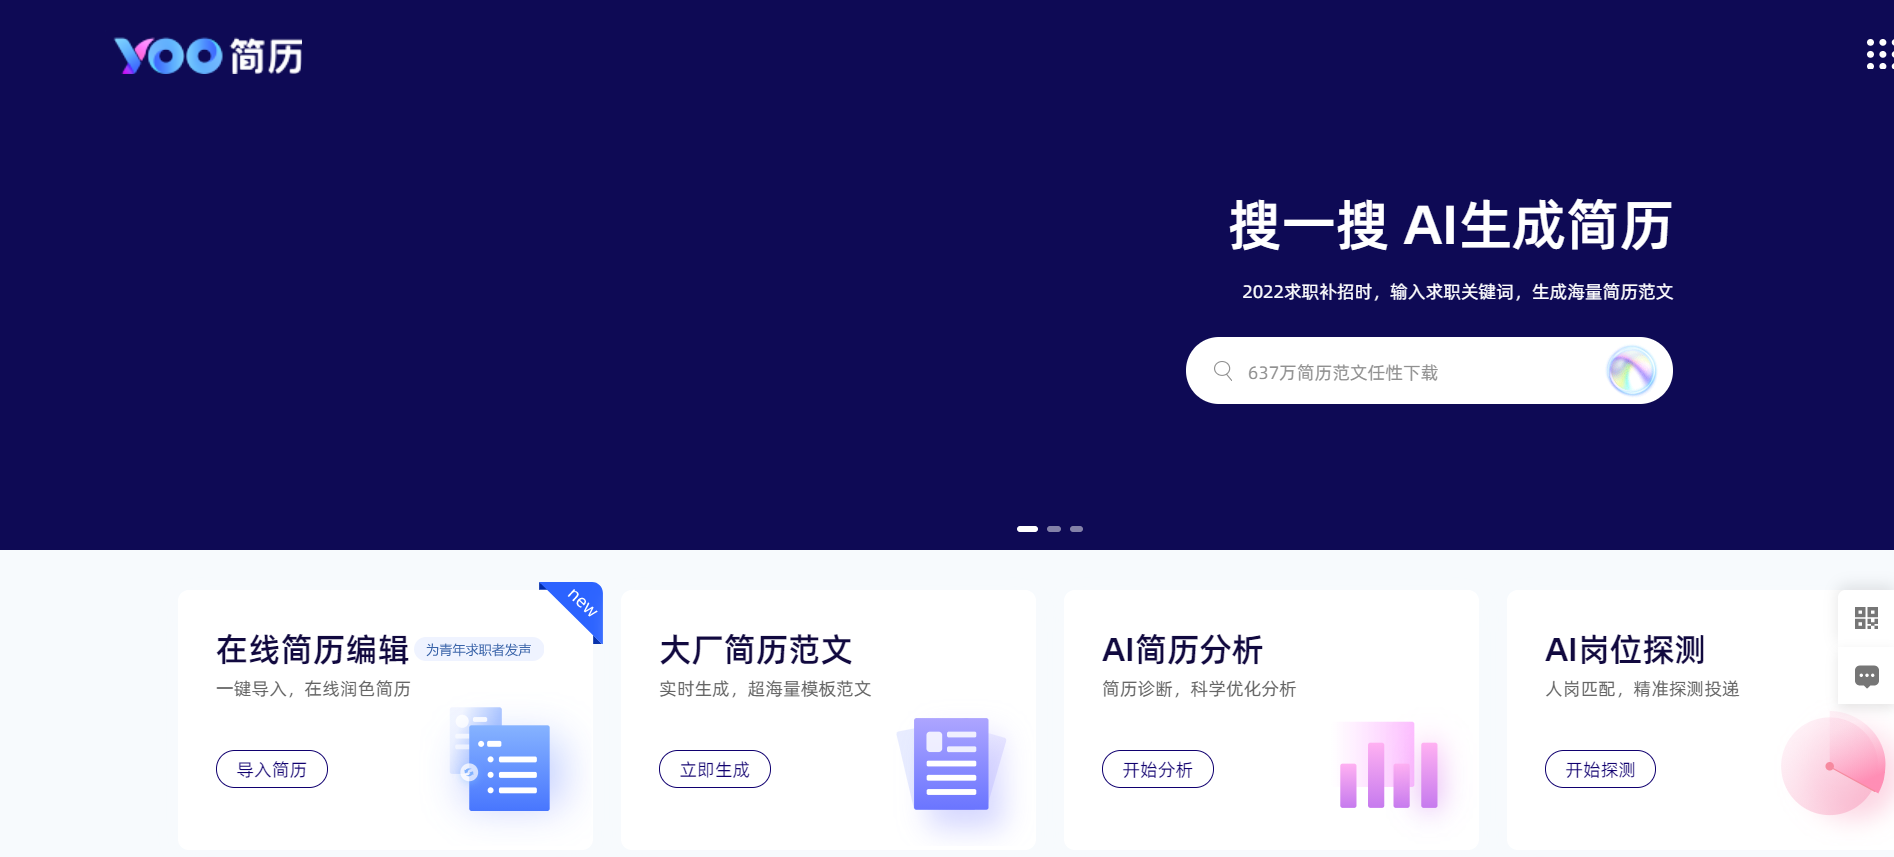 YOO简历
搜一搜 AI生成简历
2022求职补招时，输入求职关键词，生成海量简历范文
637万简历范文任性下载
new
在线简历编辑
为青年求职者发声
一键导入，在线润色简历
导入简历
大厂简历范文
实时生成，超海量模板范文
立即生成
AI简历分析
简历诊断，科学优化分析
开始分析
AI岗位探测
人岗匹配，精准探测投递
开始探测